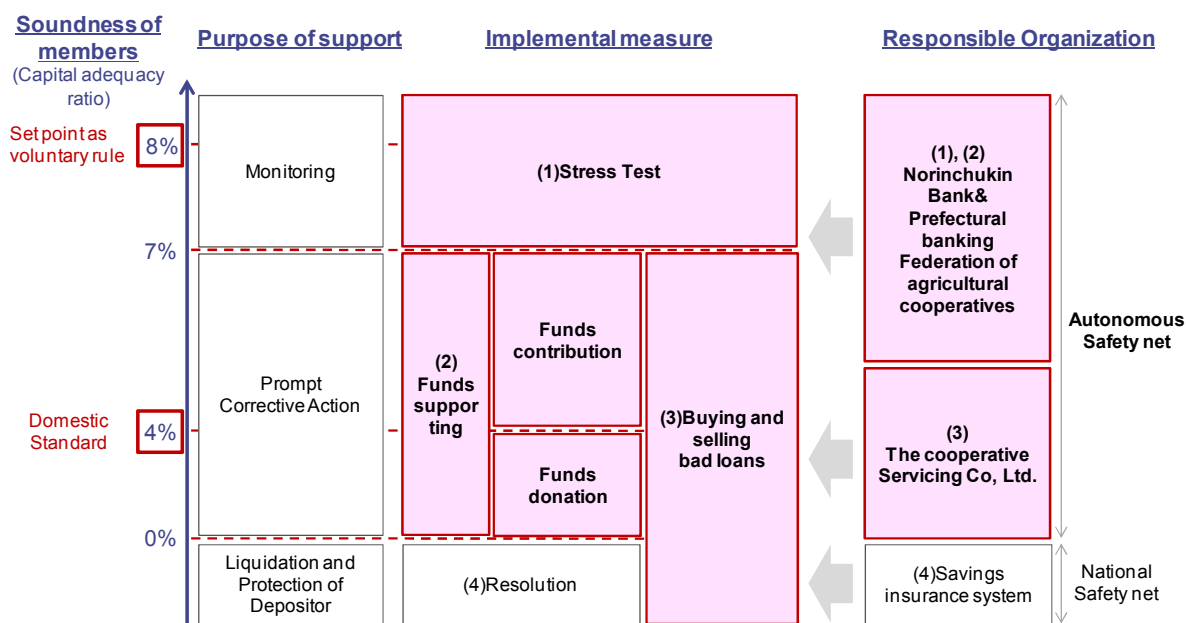 Soundness of
members
(Capital adequacy
ratio)
Purpose of support
Implemental measure
Responsible Organization
Set point as
voluntary rule
8%
7%
Domestic
Standard
4%
0%
Monitoring
Prompt
Corrective Action
Liquidation and
Protection of
Depositor
(1)Stress Test
(2)
Funds
suppor
ting
Funds
contribution
Funds
donation
(3)Buying and
selling
bad loans
(4)Resolution
(1), (2)
Norinchukin
Bank&
Prefectural
banking
Federation of
agricultural
cooperatives
(3)
The cooperative
Servicing Co, Ltd.
(4)Savings
insurance system
Autonomous
Safety net
National
Safety net